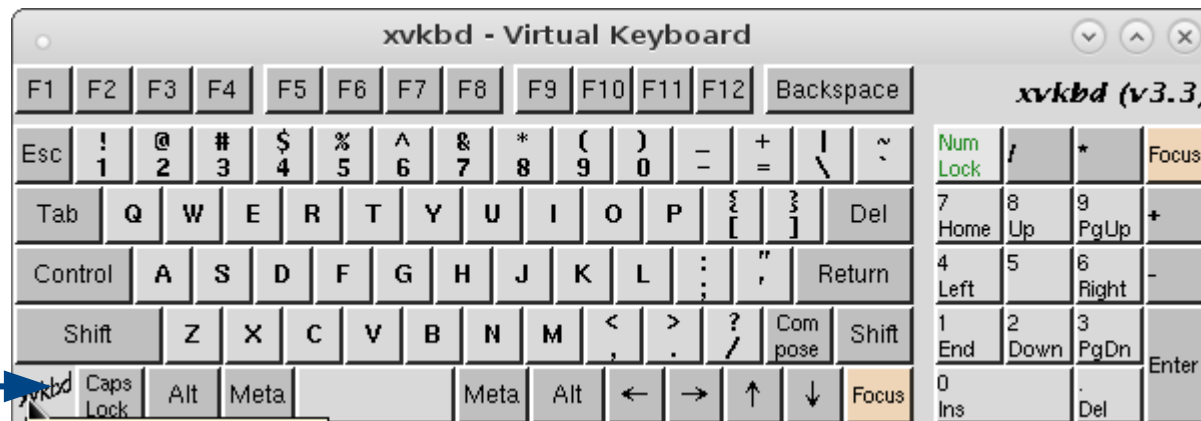 xvkbd - Virtual Keyboard
F1 F2 F3 F4 F5 F6 F7 F8 F9 F10 F11 F12 Backspace
xvkbd (v3.3)
Esc ! 1 @ 2 # 3 $ 4 % 5 ^ 6 & 7 * 8 ( 9 ) 0 _ - + = | \ ~ ` Num Lock / * Focus
Tab Q W E R T Y U I O P { [ } ] Del 7 Home 8 Up 9 PgUp +
Control A S D F G H J K L : ; " ' Return 4 Left 5 6 Right -
Shift Z X C V B N M < , > . ? / Com pose Shift 1 End 2 Down 3 PgDn Enter
xvkbd Caps Lock Alt Meta Meta Alt ← → ↑ ↓ Focus 0 Ins . Del